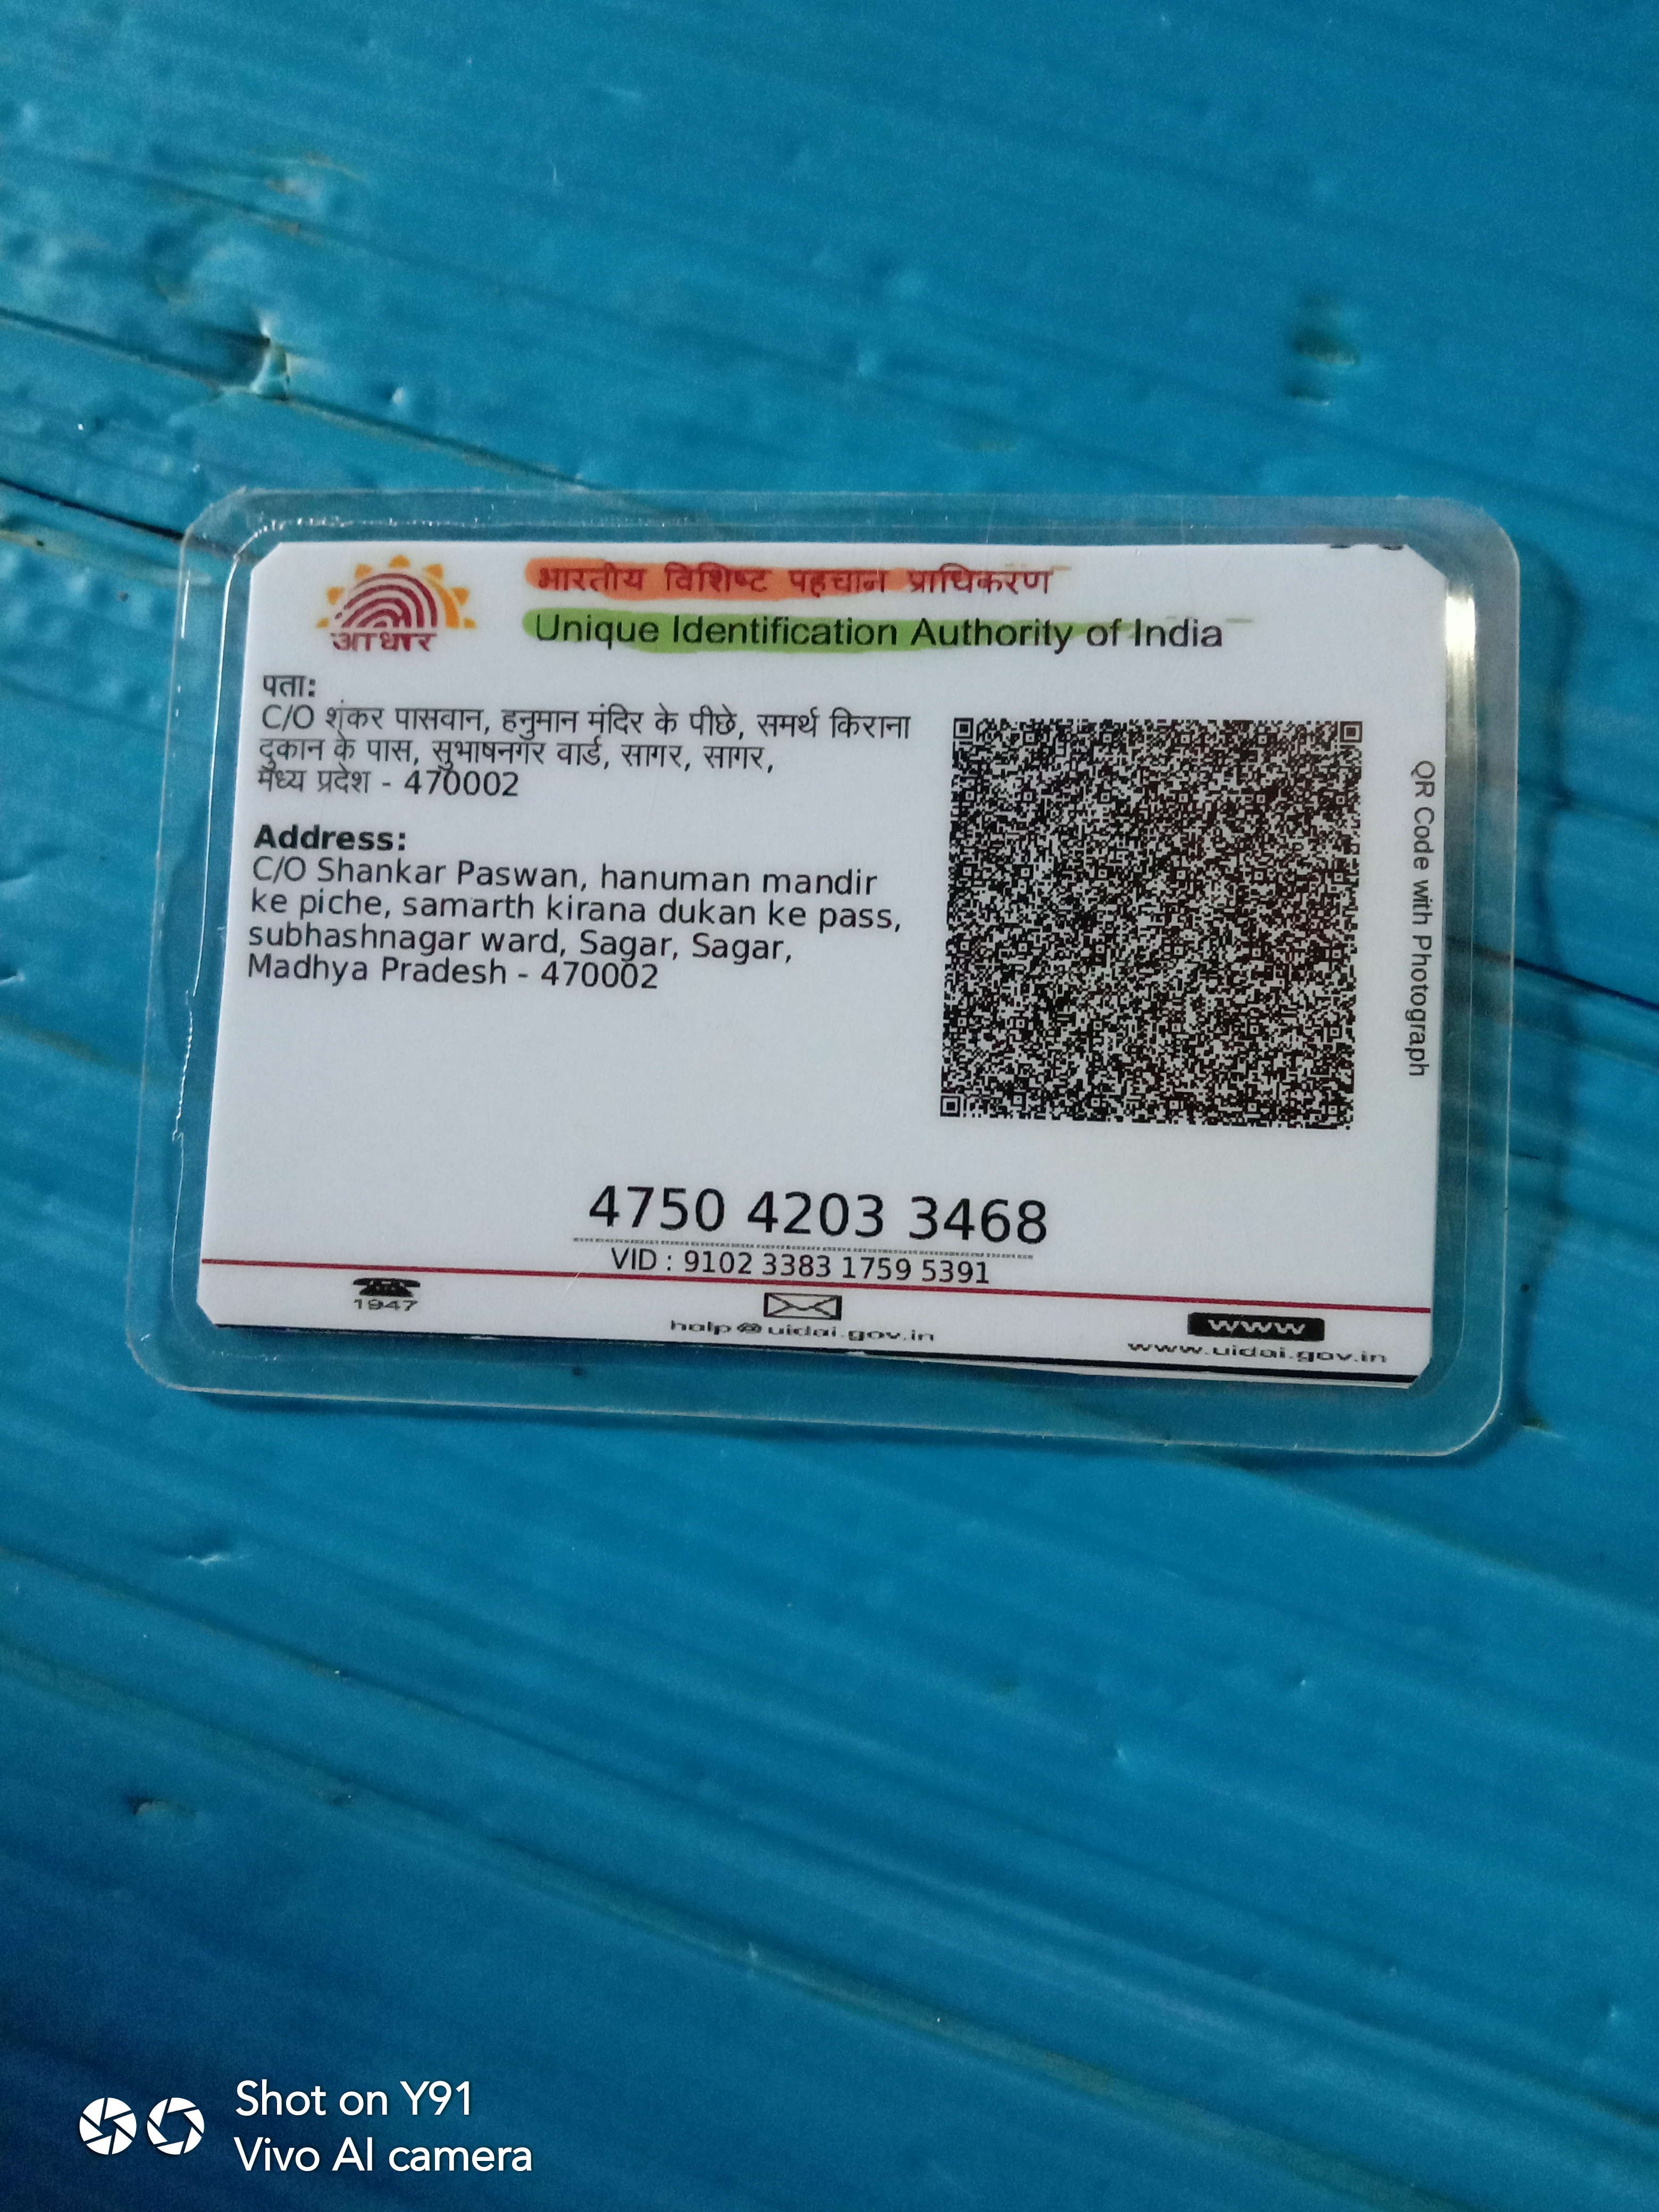 आधार
भारतीय विशिष्ट पहचान प्राधिकरण
Unique Identification Authority of India
पता:
C/O शंकर पासवान, हनुमान मंदिर के पीछे, समर्थ किराना
दुकान के पास, सुभाषनगर वार्ड, सागर, सागर,
मध्य प्रदेश - 470002
Address:
C/O Shankar Paswan, hanuman mandir
ke piche, samarth kirana dukan ke pass,
subhashnagar ward, Sagar, Sagar,
Madhya Pradesh - 470002
QR Code with Photograph
4750 4203 3468
VID : 9102 3383 1759 5391
1947
help@uidai.gov.in
www
www.uidai.gov.in
Shot on Y91
Vivo AI camera